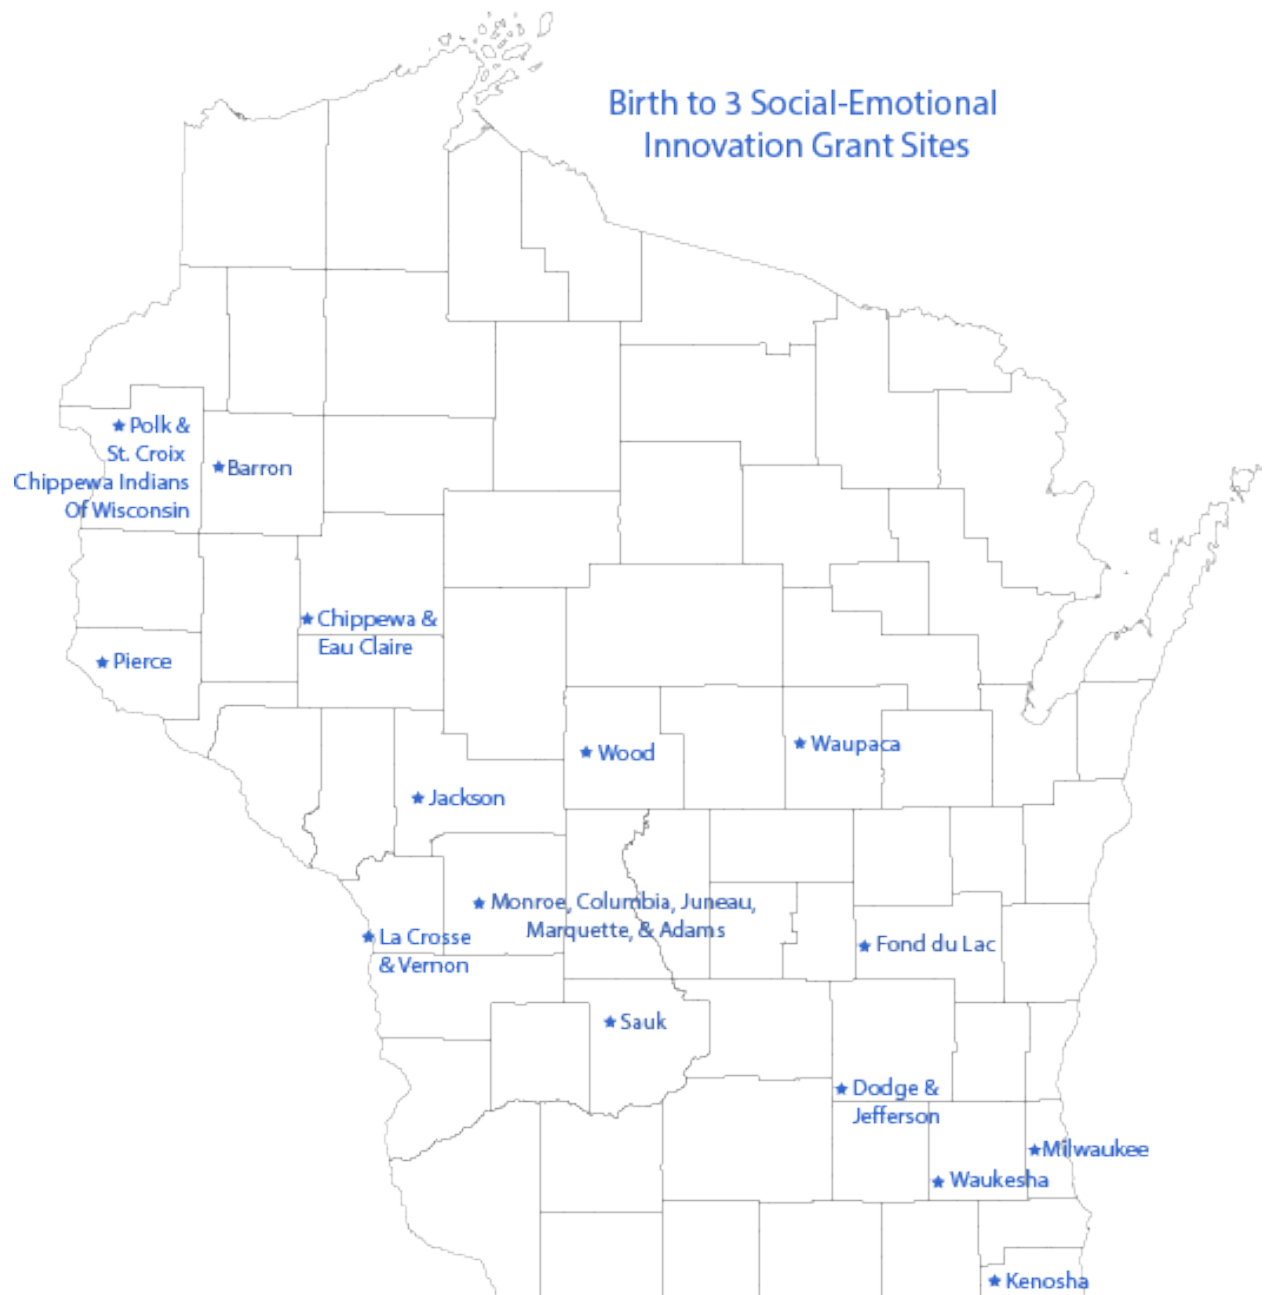 Birth to 3 Social-Emotional
Innovation Grant Sites
Polk &
St. Croix
Chippewa Indians
Of Wisconsin
Barron
Chippewa &
Eau Claire
Pierce
Wood
Waupaca
Jackson
Monroe, Columbia, Juneau,
Marquette, & Adams
La Crosse
& Vernon
Fond du Lac
Sauk
Dodge &
Jefferson
Milwaukee
Waukesha
Kenosha